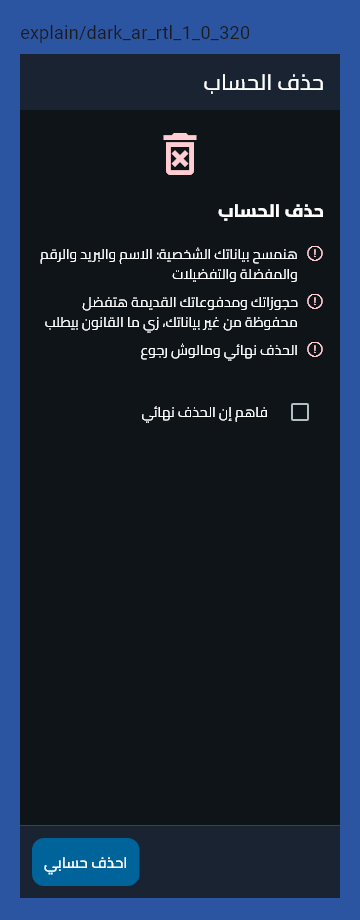 explain/dark_ar_rtl_1_0_320
حذف الحساب
حذف الحساب
هنمسح بياناتك الشخصية: الاسم والبريد والرقم
والمفضلة والتفضيلات
حجوزاتك ومدفوعاتك القديمة هتفضل
محفوظة من غير بياناتك، زي ما القانون بيطلب
الحذف نهائي ومالوش رجوع
فاهم إن الحذف نهائي
احذف حسابي